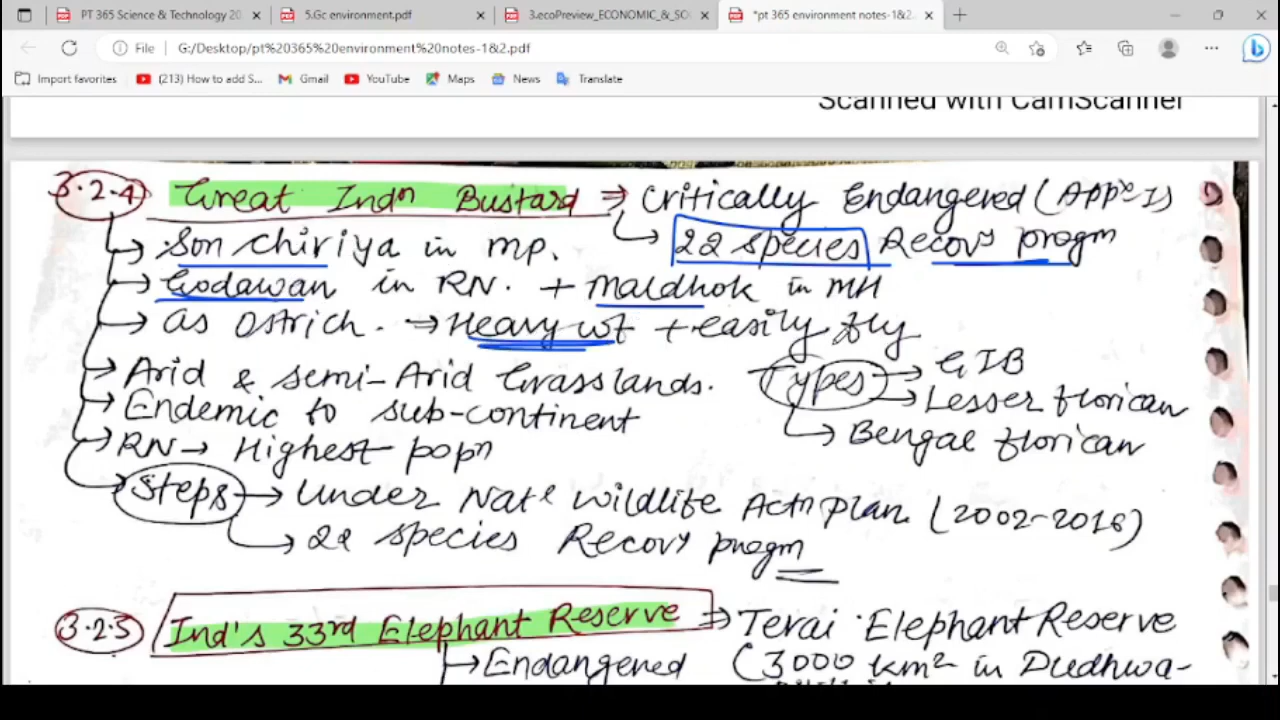 PT 365 Science & Technology 20
5.Gc environment.pdf
3.ecoPreview_ECONOMIC_&_SO
*pt 365 environment notes-1&2.
File
G:/Desktop/pt%20365%20environment%20notes-1&2.pdf
Import favorites
(213) How to add S...
Gmail
YouTube
Maps
News
Translate
Scanned with CamScanner
3.2.4 Great Indn Bustard ⇒ Critically Endangered (APPx I)
→ Son chiriya in mp. → 22 species Recovy progm
→ Godawan in RN. + Maldhok in MH
→ as Ostrich. → Heavy wt + easily fly
→ Arid & semi-Arid Grasslands. Types → GIB
→ Endemic to sub-continent → Lesser florican
→ RN → Highest popn → Bengal florican
Steps → Under Natl Wildlife Actn plan (2002-2016)
→ 22 species Recovy progm
3.2.5 Ind's 33rd Elephant Reserve ⇒ Terai Elephant Reserve
→ Endangered (3000 km2 in Dudhwa-